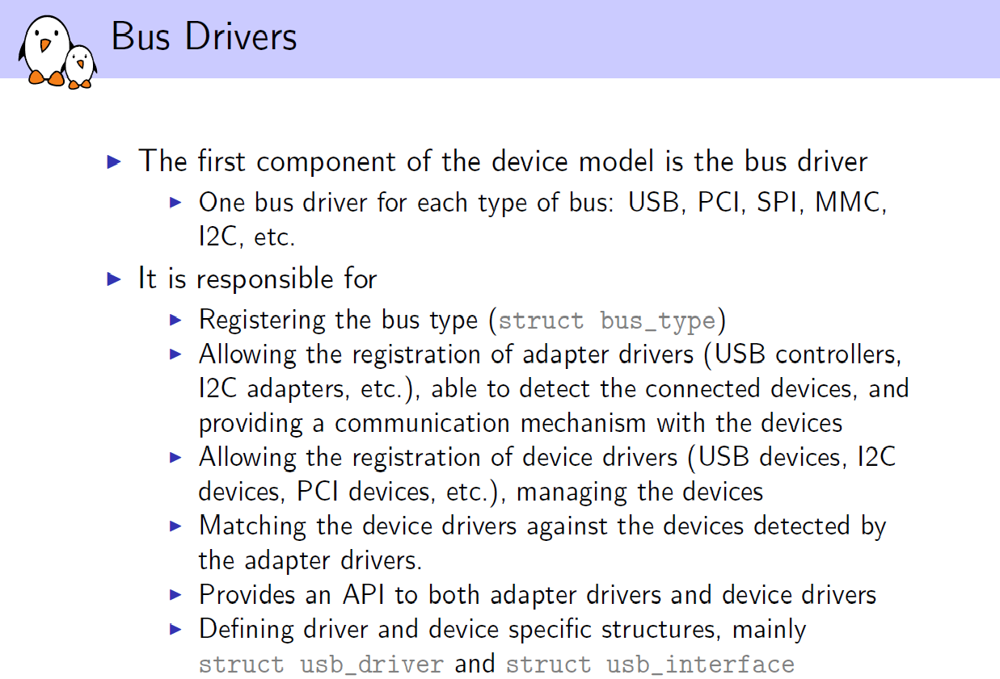 Bus Drivers
The first component of the device model is the bus driver
One bus driver for each type of bus: USB, PCI, SPI, MMC,
I2C, etc.
It is responsible for
Registering the bus type (struct bus_type)
Allowing the registration of adapter drivers (USB controllers,
I2C adapters, etc.), able to detect the connected devices, and
providing a communication mechanism with the devices
Allowing the registration of device drivers (USB devices, I2C
devices, PCI devices, etc.), managing the devices
Matching the device drivers against the devices detected by
the adapter drivers.
Provides an API to both adapter drivers and device drivers
Defining driver and device specific structures, mainly
struct usb_driver and struct usb_interface